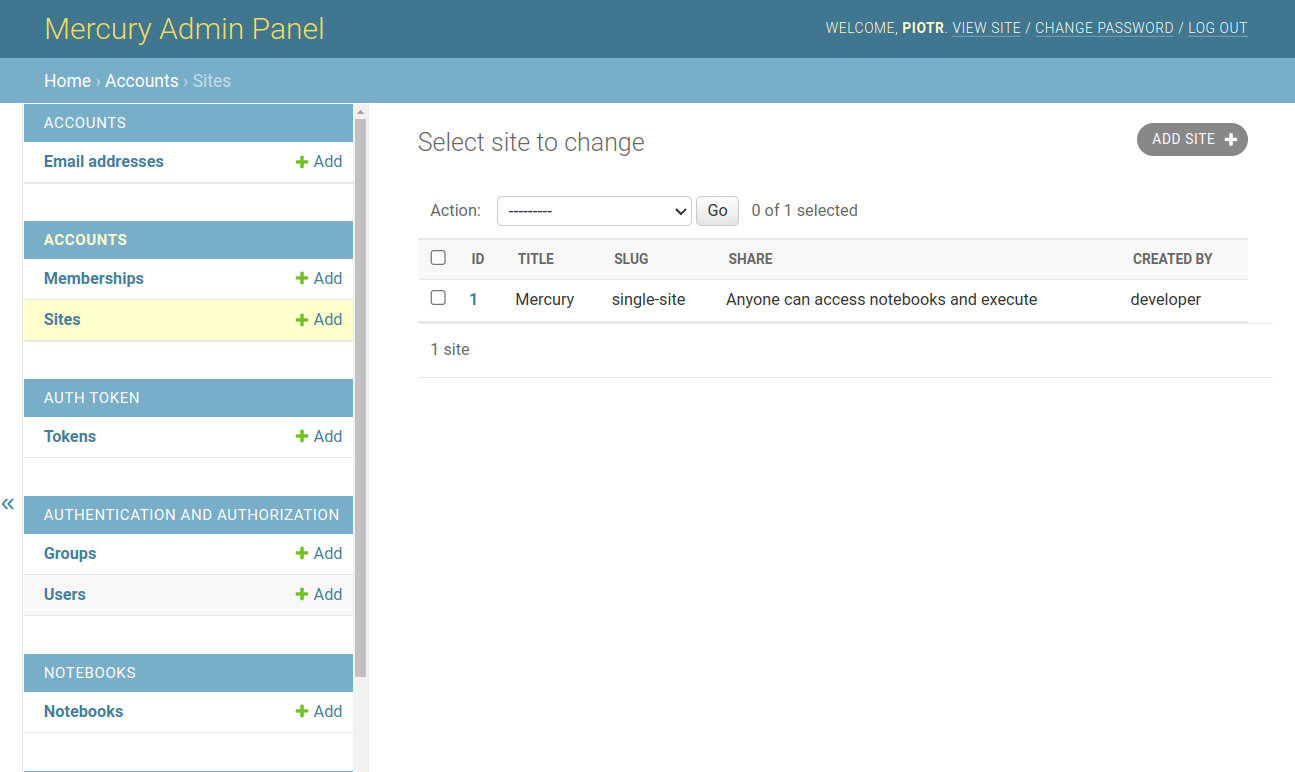 Mercury Admin Panel
WELCOME, PIOTR. VIEW SITE / CHANGE PASSWORD / LOG OUT
Home › Accounts › Sites
ACCOUNTS
Email addresses + Add
ACCOUNTS
Memberships + Add
Sites + Add
AUTH TOKEN
Tokens + Add
«
AUTHENTICATION AND AUTHORIZATION
Groups + Add
Users + Add
NOTEBOOKS
Notebooks + Add
Select site to change
ADD SITE +
Action: --------- Go 0 of 1 selected
ID TITLE SLUG SHARE CREATED BY
1 Mercury single-site Anyone can access notebooks and execute developer
1 site